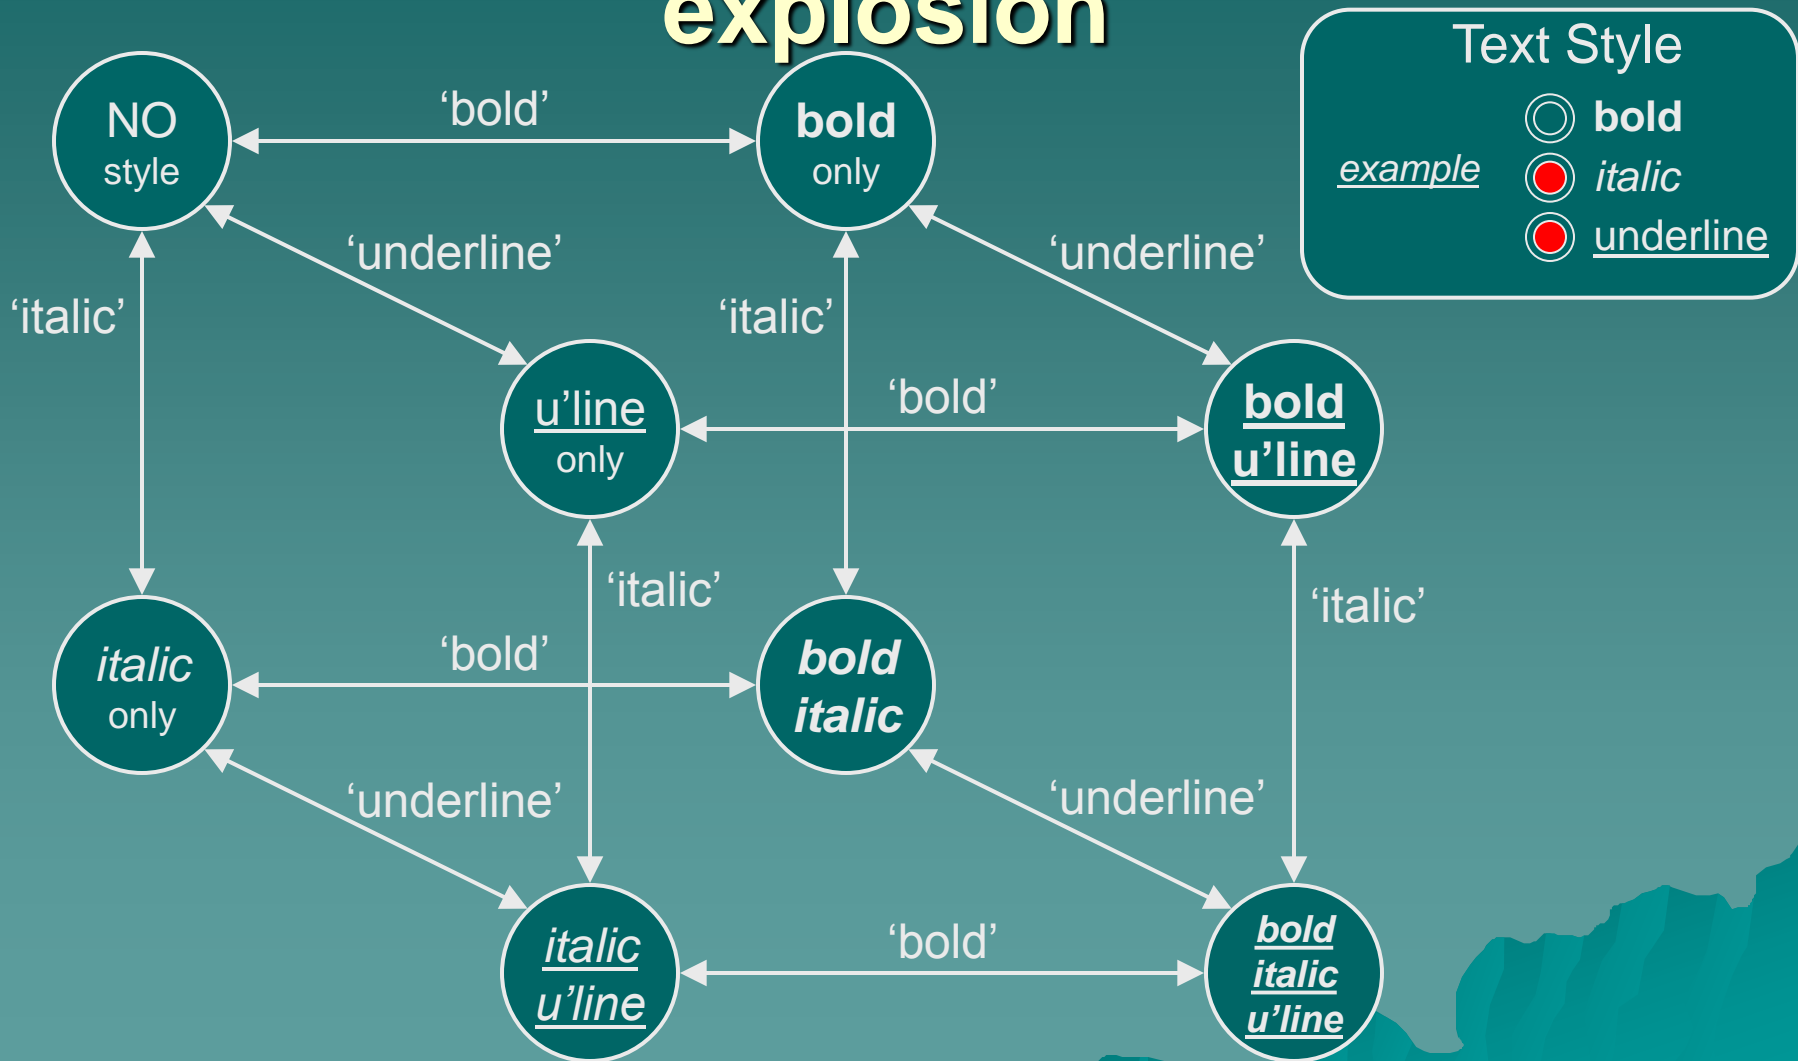 explosion
Text Style
bold
italic
underline
example
NO
style
‘bold’
bold
only
‘underline’
‘underline’
‘italic’
‘italic’
u’line
only
‘bold’
bold
u’line
‘italic’
‘italic’
italic
only
‘bold’
bold
italic
‘underline’
‘underline’
italic
u’line
‘bold’
bold
italic
u’line